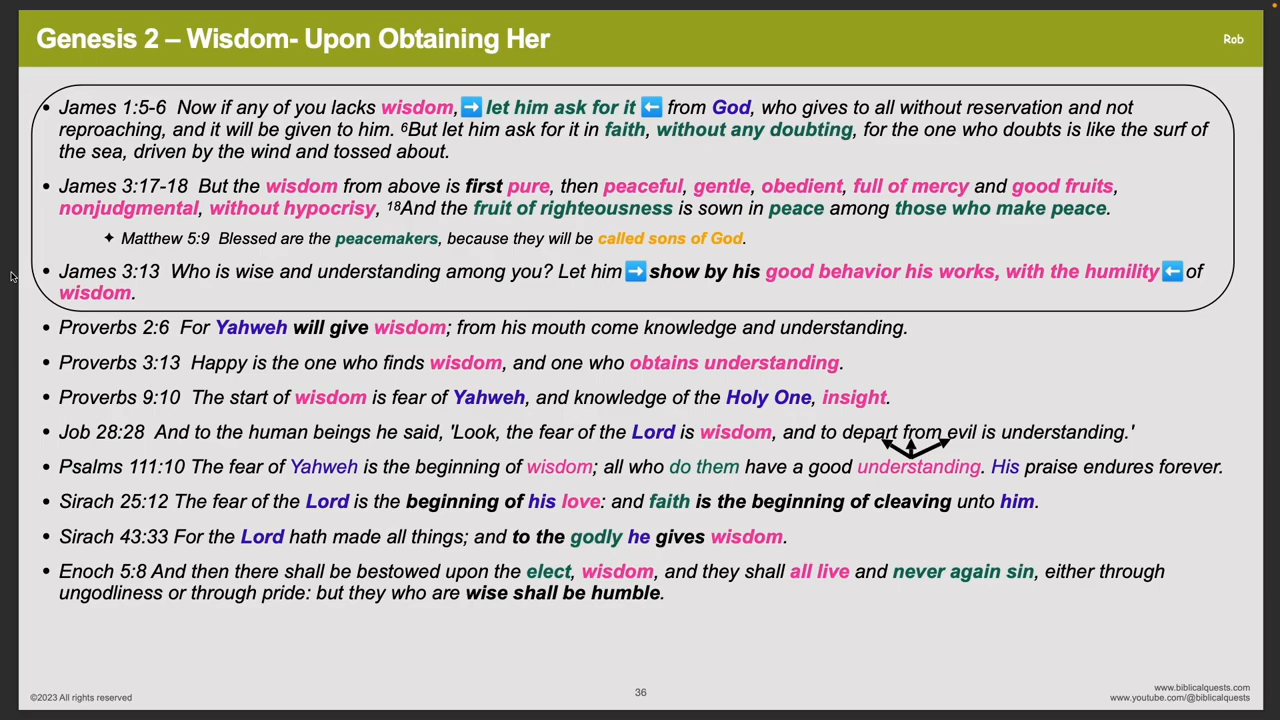 Genesis 2 – Wisdom- Upon Obtaining Her
Rob
• James 1:5-6 Now if any of you lacks wisdom,➡ let him ask for it ⬅ from God, who gives to all without reservation and not
reproaching, and it will be given to him. ⁶But let him ask for it in faith, without any doubting, for the one who doubts is like the surf of
the sea, driven by the wind and tossed about.
• James 3:17-18 But the wisdom from above is first pure, then peaceful, gentle, obedient, full of mercy and good fruits,
nonjudgmental, without hypocrisy, ¹⁸And the fruit of righteousness is sown in peace among those who make peace.
✦ Matthew 5:9 Blessed are the peacemakers, because they will be called sons of God.
• James 3:13 Who is wise and understanding among you? Let him ➡ show by his good behavior his works, with the humility ⬅ of
wisdom.
• Proverbs 2:6 For Yahweh will give wisdom; from his mouth come knowledge and understanding.
• Proverbs 3:13 Happy is the one who finds wisdom, and one who obtains understanding.
• Proverbs 9:10 The start of wisdom is fear of Yahweh, and knowledge of the Holy One, insight.
• Job 28:28 And to the human beings he said, 'Look, the fear of the Lord is wisdom, and to depart from evil is understanding.'
• Psalms 111:10 The fear of Yahweh is the beginning of wisdom; all who do them have a good understanding. His praise endures forever.
• Sirach 25:12 The fear of the Lord is the beginning of his love: and faith is the beginning of cleaving unto him.
• Sirach 43:33 For the Lord hath made all things; and to the godly he gives wisdom.
• Enoch 5:8 And then there shall be bestowed upon the elect, wisdom, and they shall all live and never again sin, either through
ungodliness or through pride: but they who are wise shall be humble.
©2023 All rights reserved
36
www.biblicalquests.com
www.youtube.com/@biblicalquests